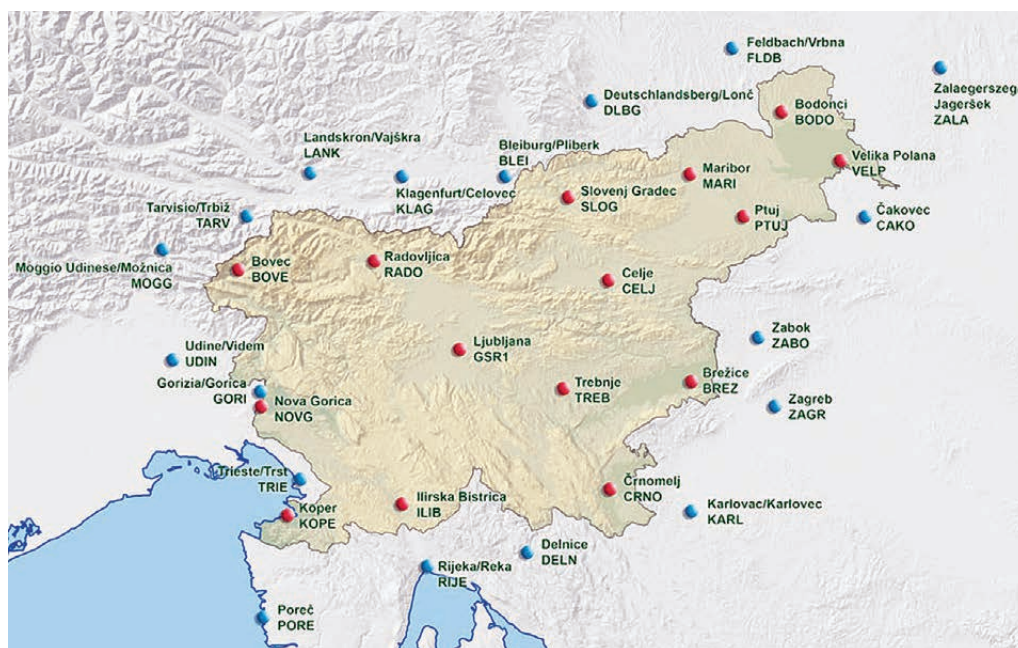 Feldbach/Vrbna
FLDB
Zalaegerszeg/
Jageršek
ZALA
Deutschlandsberg/Lonč
DLBG
Bodonci
BODO
Landskron/Vajškra
LANK
Bleiburg/Pliberk
BLEI
Velika Polana
VELP
Maribor
MARI
Klagenfurt/Celovec
KLAG
Slovenj Gradec
SLOG
Tarvisio/Trbiž
TARV
Ptuj
PTUJ
Čakovec
CAKO
Moggio Udinese/Možnica
MOGG
Bovec
BOVE
Radovljica
RADO
Celje
CELJ
Zabok
ZABO
Udine/Videm
UDIN
Ljubljana
GSR1
Gorizia/Gorica
GORI
Trebnje
TREB
Brežice
BREZ
Nova Gorica
NOVG
Zagreb
ZAGR
Trieste/Trst
TRIE
Črnomelj
CRNO
Koper
KOPE
Ilirska Bistrica
ILIB
Karlovac/Karlovec
KARL
Delnice
DELN
Rijeka/Reka
RIJE
Poreč
PORE